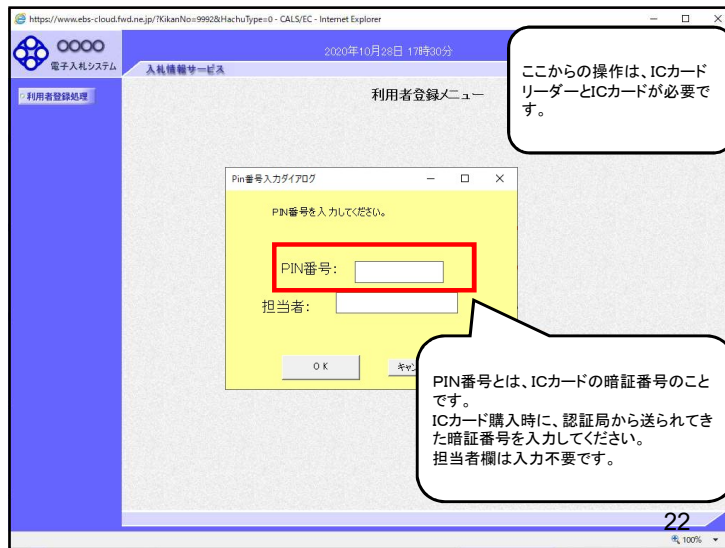 https://www.ebs-cloud.fwd.ne.jp/?KikanNo=9992&HachuType=0 - CALS/EC - Internet Explorer
OOOO
電子入札システム
2020年10月28日 17時30分
入札情報サービス
利用者登録処理
利用者登録メニュー
ここからの操作は、ICカード
リーダーとICカードが必要で
す。
Pin番号入力ダイアログ
PIN番号を入力してください。
PIN番号：
担当者：
OK
キャン
PIN番号とは、ICカードの暗証番号のこと
です。
ICカード購入時に、認証局から送られてき
た暗証番号を入力してください。
担当者欄は入力不要です。
22
100%